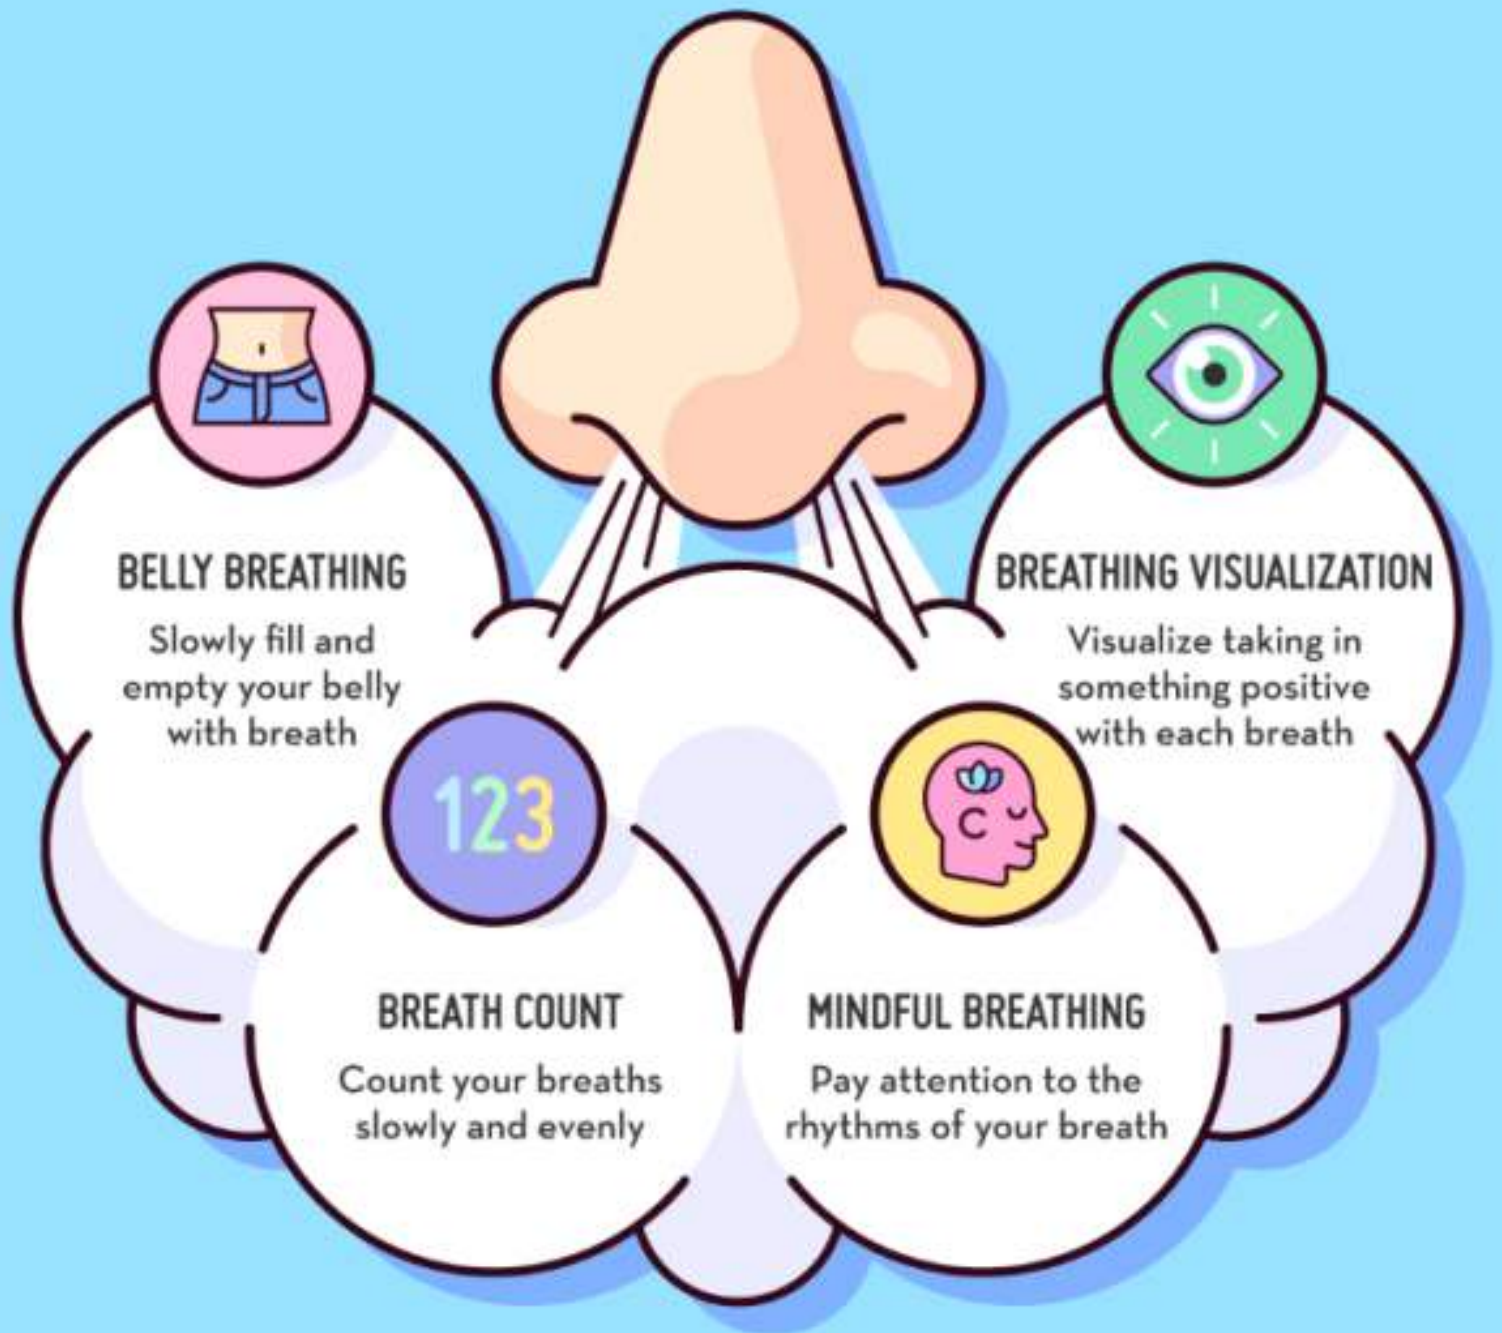 BELLY BREATHING
Slowly fill and
empty your belly
with breath
BREATHING VISUALIZATION
Visualize taking in
something positive
with each breath
123
BREATH COUNT
Count your breaths
slowly and evenly
MINDFUL BREATHING
Pay attention to the
rhythms of your breath